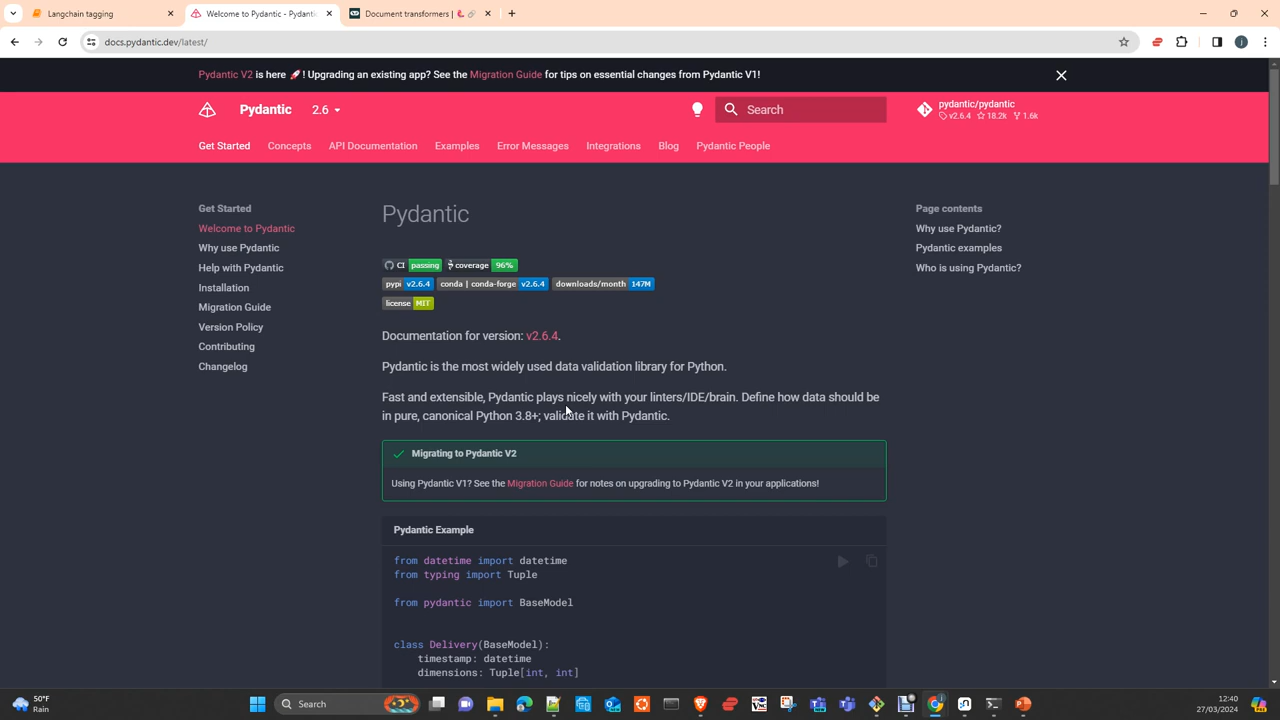 Langchain tagging
Welcome to Pydantic - Pydantic
Document transformers |
docs.pydantic.dev/latest/
Pydantic V2 is here 🚀! Upgrading an existing app? See the Migration Guide for tips on essential changes from Pydantic V1!
Pydantic
2.6
Search
pydantic/pydantic
v2.6.4 18.2k 1.6k
Get Started
Concepts
API Documentation
Examples
Error Messages
Integrations
Blog
Pydantic People
Get Started
Welcome to Pydantic
Why use Pydantic
Help with Pydantic
Installation
Migration Guide
Version Policy
Contributing
Changelog
Pydantic
CI passing coverage 96%
pypi v2.6.4 conda | conda-forge v2.6.4 downloads/month 147M
license MIT
Documentation for version: v2.6.4.
Pydantic is the most widely used data validation library for Python.
Fast and extensible, Pydantic plays nicely with your linters/IDE/brain. Define how data should be
in pure, canonical Python 3.8+; validate it with Pydantic.
Migrating to Pydantic V2
Using Pydantic V1? See the Migration Guide for notes on upgrading to Pydantic V2 in your applications!
Pydantic Example
from datetime import datetime
from typing import Tuple
from pydantic import BaseModel
class Delivery(BaseModel):
timestamp: datetime
dimensions: Tuple[int, int]
Page contents
Why use Pydantic?
Pydantic examples
Who is using Pydantic?
50°F
Rain
Search
12:40
27/03/2024